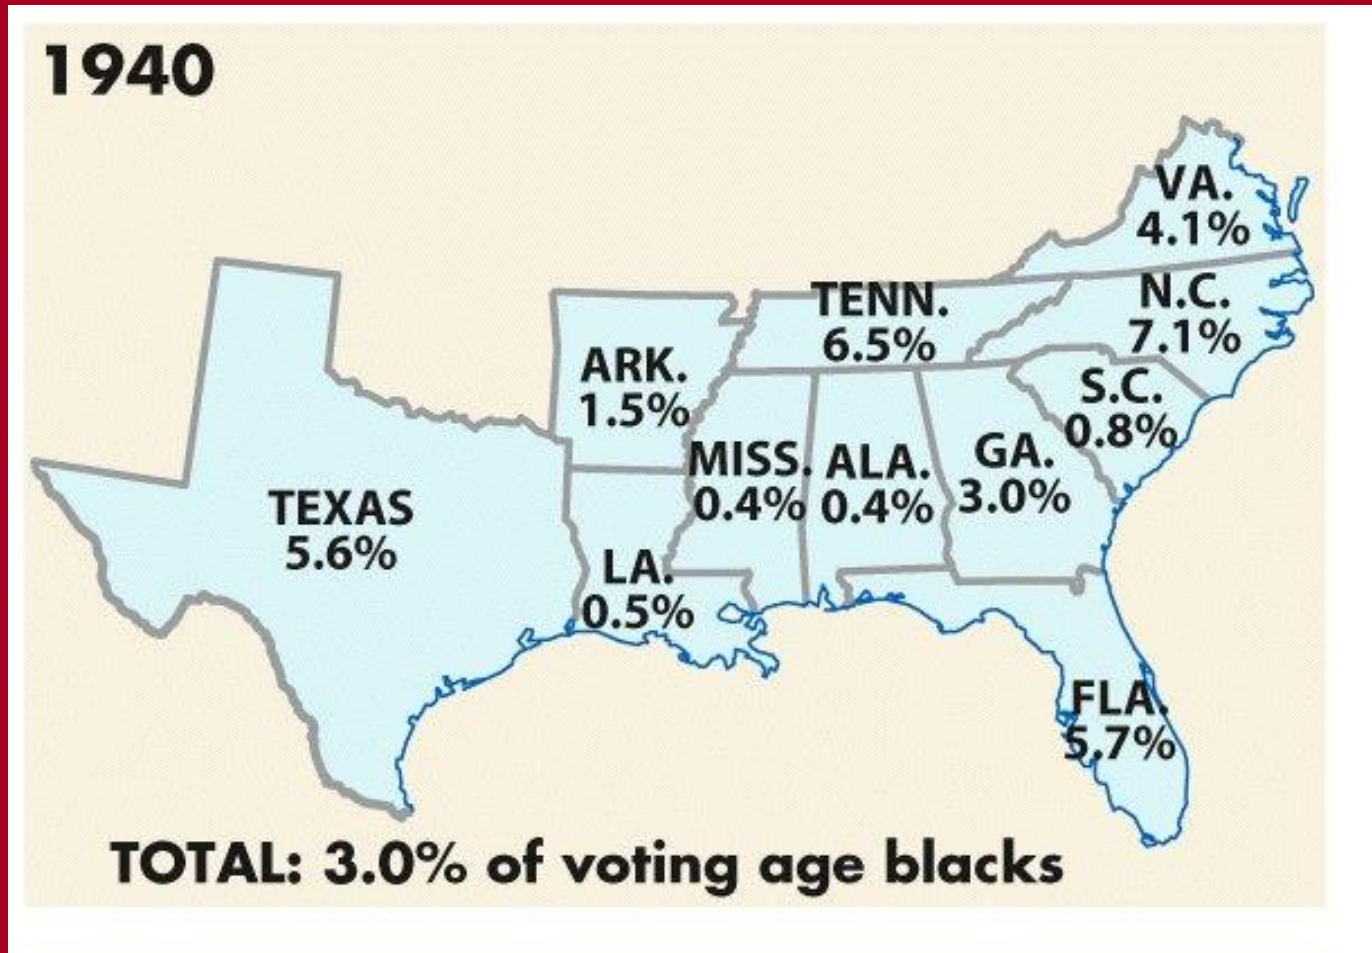 1940
VA.
4.1%
TENN.
6.5%
N.C.
7.1%
ARK.
1.5%
S.C.
0.8%
MISS.
0.4%
ALA.
0.4%
GA.
3.0%
TEXAS
5.6%
LA.
0.5%
FLA.
5.7%
TOTAL: 3.0% of voting age blacks